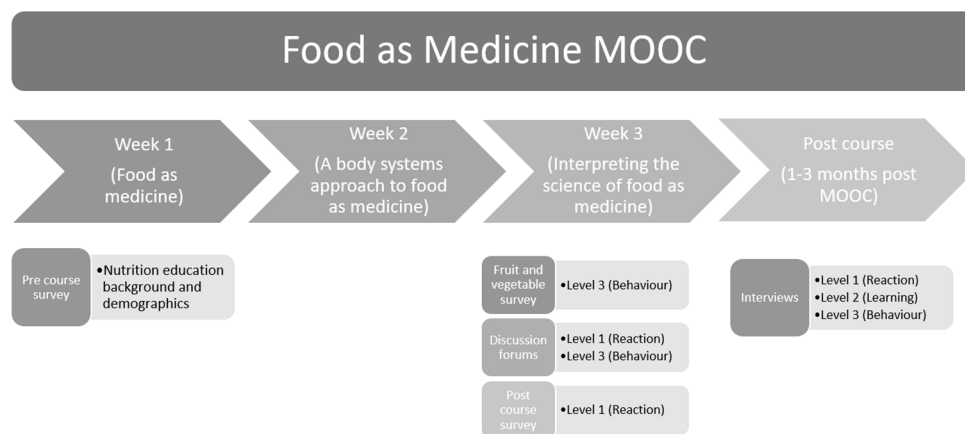 Food as Medicine MOOC
Week 1
(Food as
medicine)
Week 2
(A body systems
approach to food
as medicine)
Week 3
(Interpreting the
science of food as
medicine)
Post course
(1-3 months post
MOOC)
Pre course
survey
•Nutrition education
background and
demographics
Fruit and
vegetable
survey
•Level 3 (Behaviour)
Discussion
forums
•Level 1 (Reaction)
•Level 3 (Behaviour)
Post
course
survey
•Level 1 (Reaction)
Interviews
•Level 1 (Reaction)
•Level 2 (Learning)
•Level 3 (Behaviour)